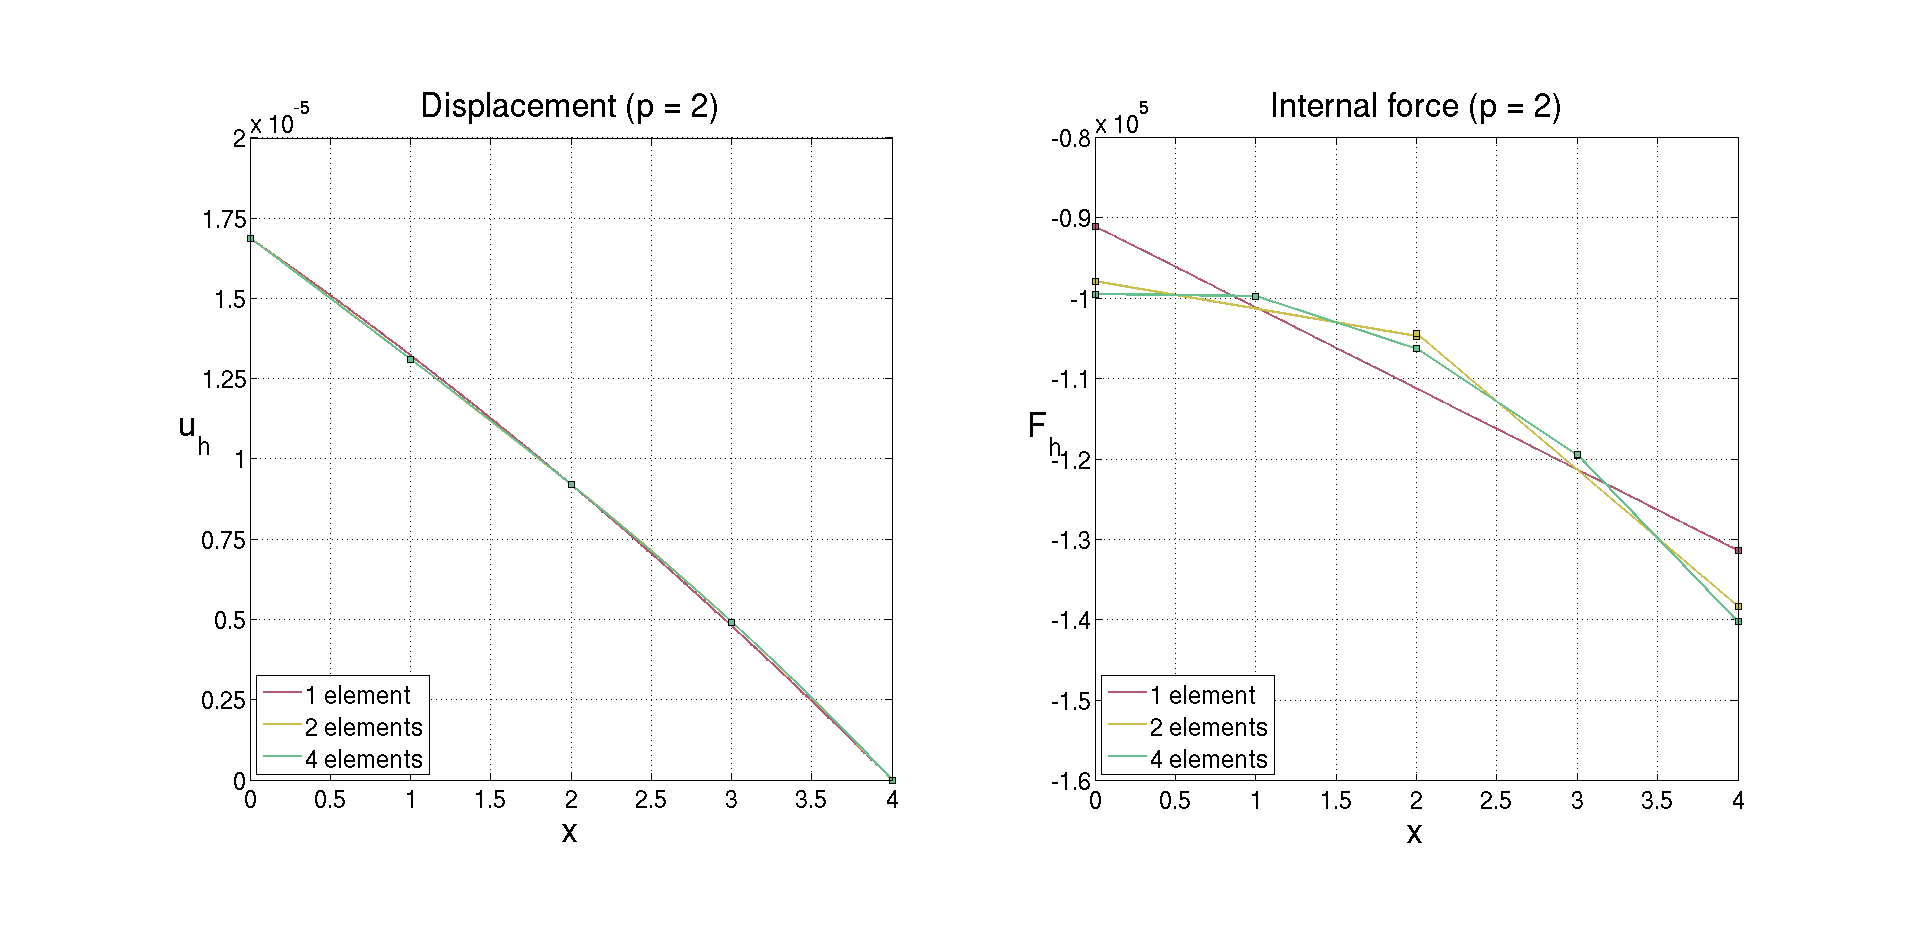 Displacement (p = 2)
x 10^-5
2
1.75
1.5
1.25
1
0.75
0.5
0.25
0
u_h
0 0.5 1 1.5 2 2.5 3 3.5 4
x
1 element
2 elements
4 elements
Internal force (p = 2)
x 10^5
-0.8
-0.9
-1
-1.1
-1.2
-1.3
-1.4
-1.5
-1.6
F_h
0 0.5 1 1.5 2 2.5 3 3.5 4
x
1 element
2 elements
4 elements